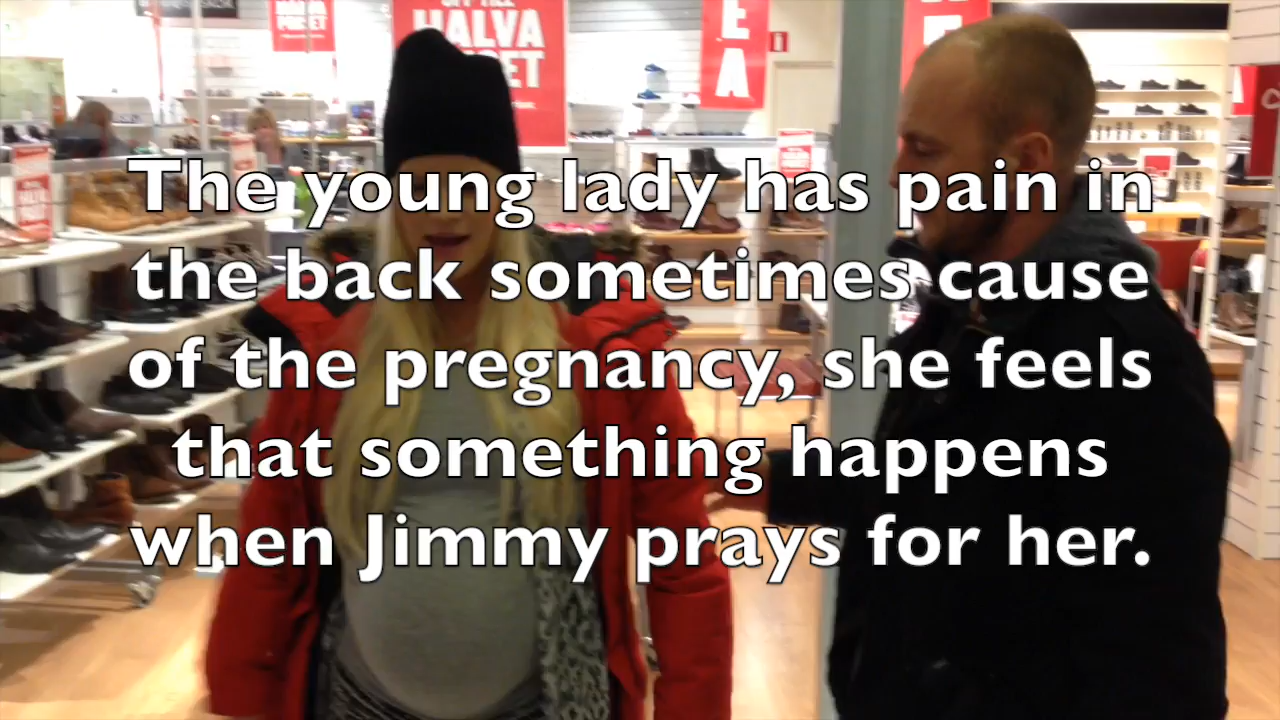 HALVA
The young lady has pain in
the back sometimes cause
of the pregnancy, she feels
that something happens
when Jimmy prays for her.